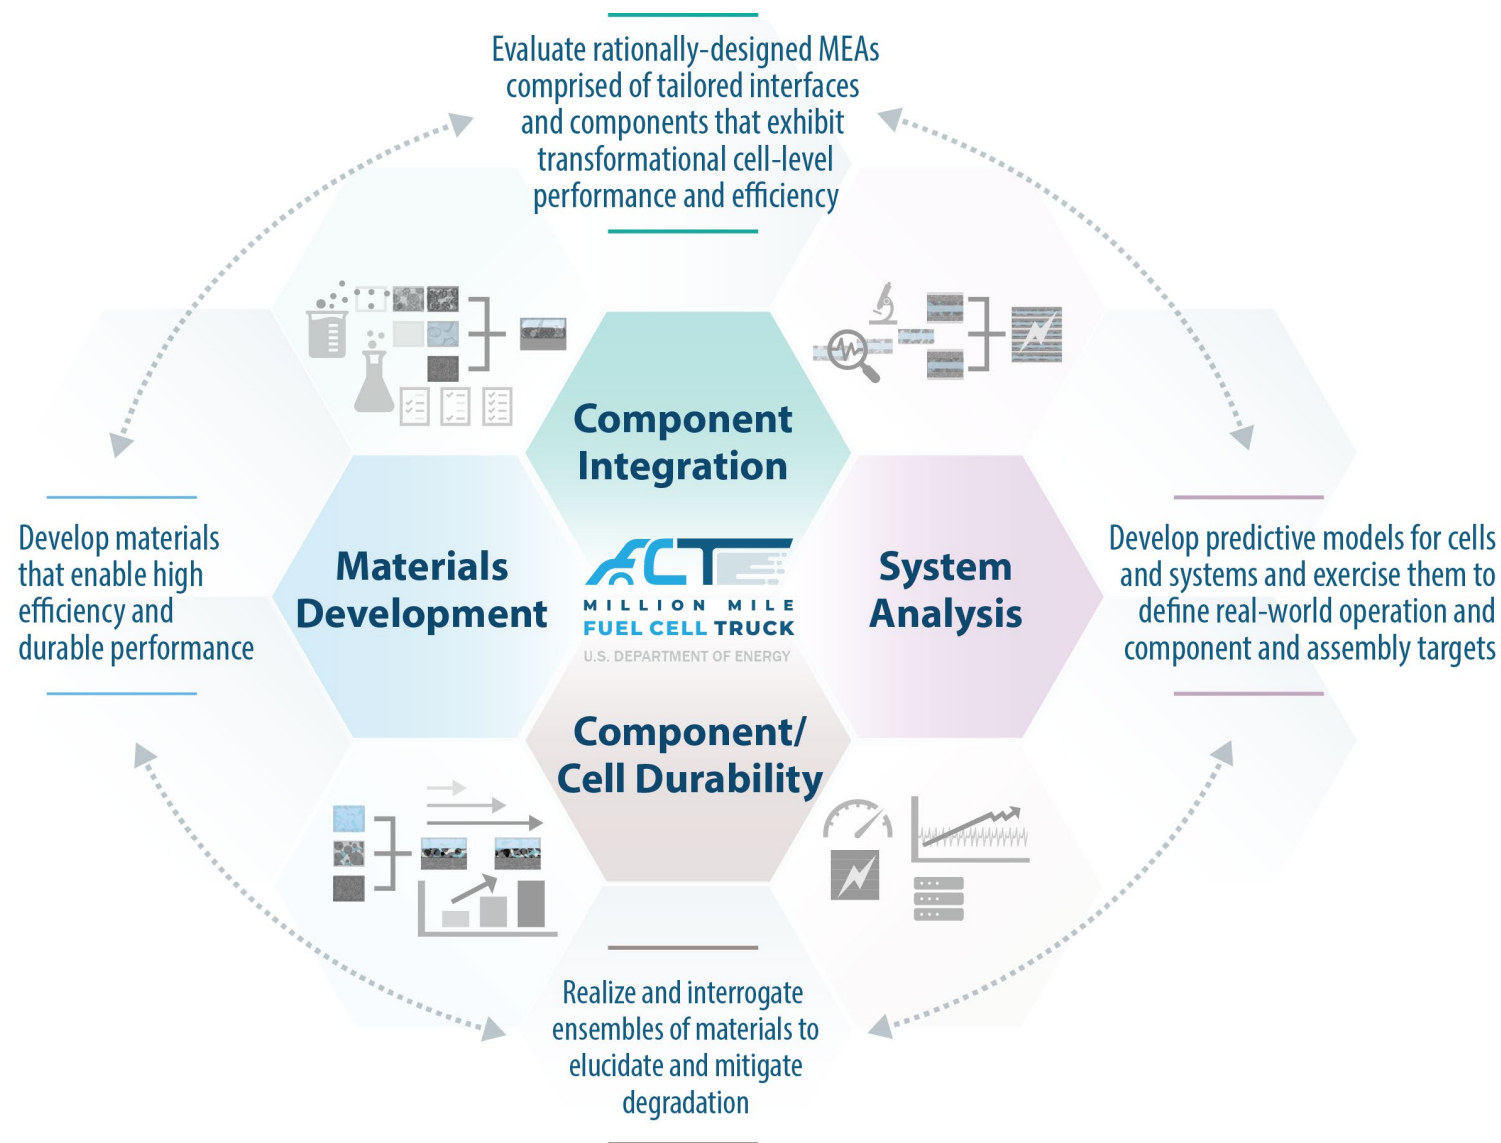 Evaluate rationally-designed MEAs
comprised of tailored interfaces
and components that exhibit
transformational cell-level
performance and efficiency
Component
Integration
Develop materials
that enable high
efficiency and
durable performance
Materials
Development
FCT
MILLION MILE
FUEL CELL TRUCK
U.S. DEPARTMENT OF ENERGY
System
Analysis
Develop predictive models for cells
and systems and exercise them to
define real-world operation and
component and assembly targets
Component/
Cell Durability
Realize and interrogate
ensembles of materials to
elucidate and mitigate
degradation